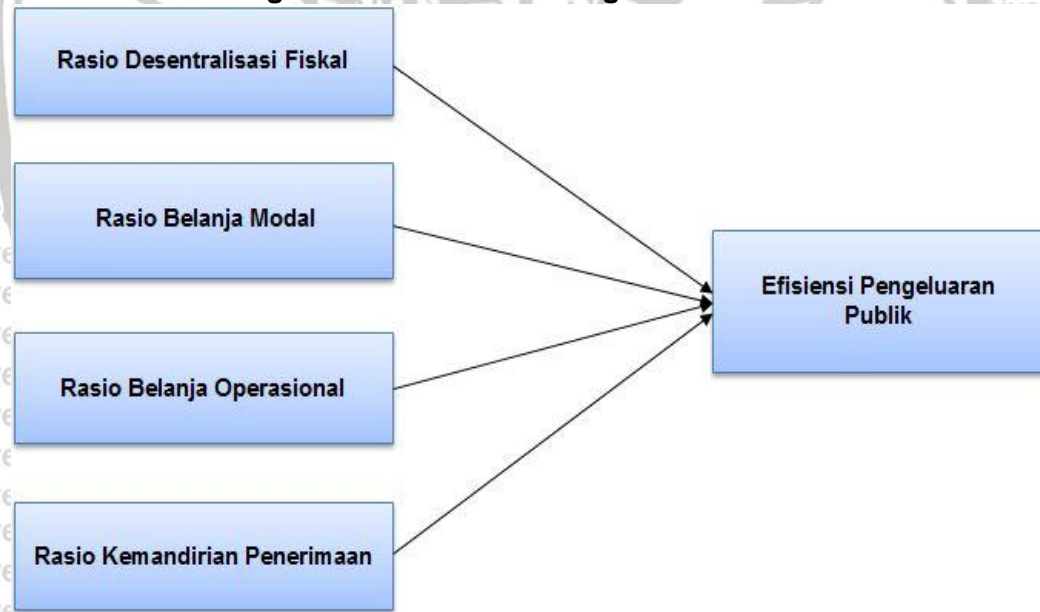 Rasio Desentralisasi Fiskal
Rasio Belanja Modal
Efisiensi Pengeluaran
Publik
Rasio Belanja Operasional
Rasio Kemandirian Penerimaan